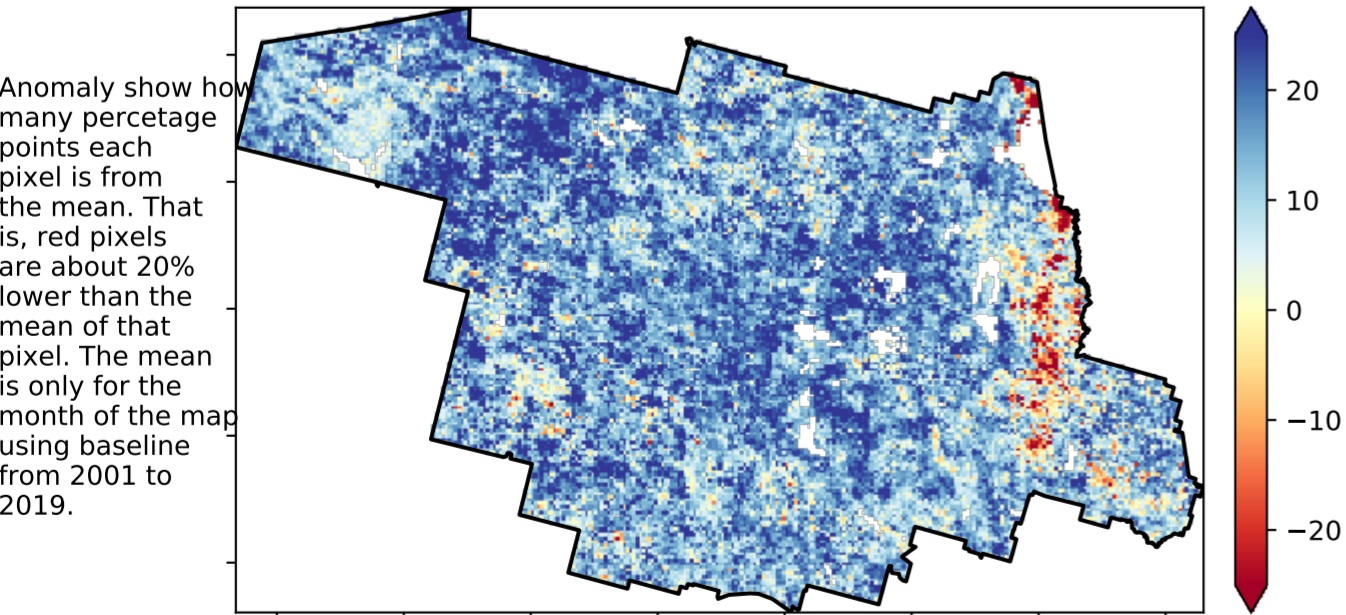 Anomaly show how
many percetage
points each
pixel is from
the mean. That
is, red pixels
are about 20%
lower than the
mean of that
pixel. The mean
is only for the
month of the map
using baseline
from 2001 to
2019.
20
10
0
−10
−20